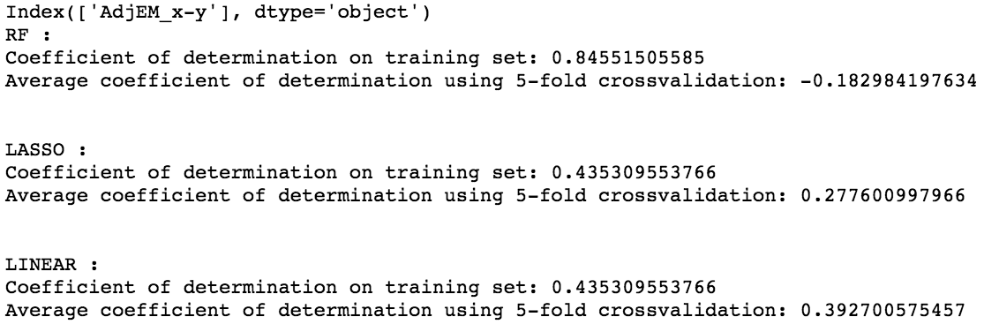 Index(['AdjEM_x-y'], dtype='object')
RF :
Coefficient of determination on training set: 0.84551505585
Average coefficient of determination using 5-fold crossvalidation: -0.182984197634
LASSO :
Coefficient of determination on training set: 0.435309553766
Average coefficient of determination using 5-fold crossvalidation: 0.277600997966
LINEAR :
Coefficient of determination on training set: 0.435309553766
Average coefficient of determination using 5-fold crossvalidation: 0.392700575457